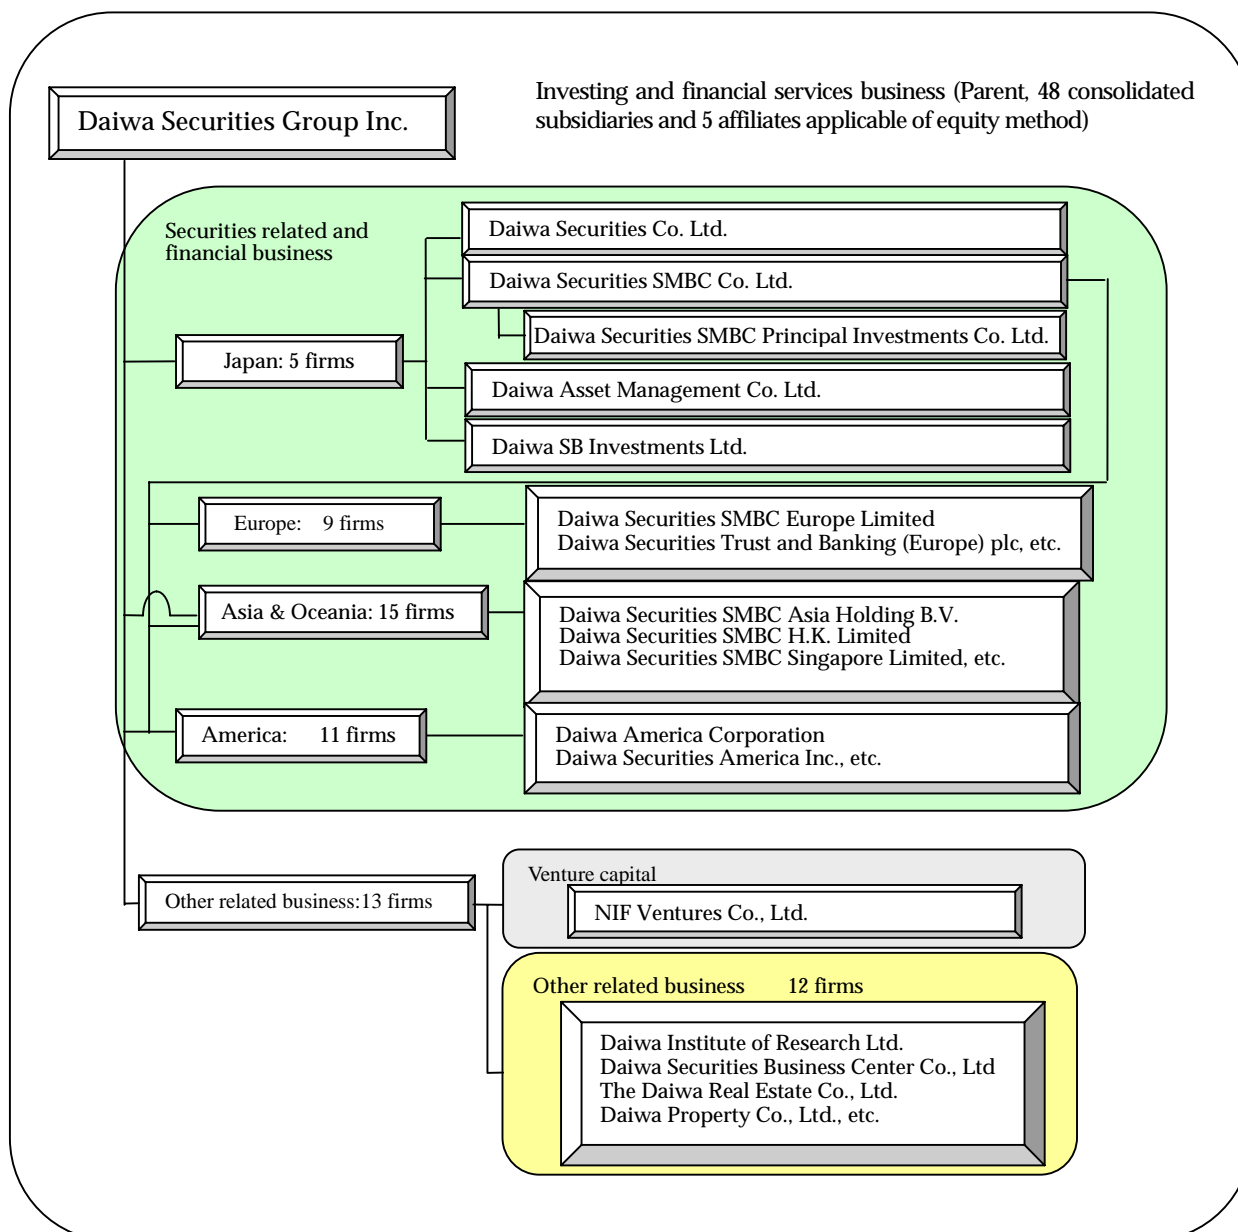 Daiwa Securities Group Inc.
Investing and financial services business (Parent, 48 consolidated
subsidiaries and 5 affiliates applicable of equity method)
Securities related and
financial business
Japan: 5 firms
Daiwa Securities Co. Ltd.
Daiwa Securities SMBC Co. Ltd.
Daiwa Securities SMBC Principal Investments Co. Ltd.
Daiwa Asset Management Co. Ltd.
Daiwa SB Investments Ltd.
Europe: 9 firms
Daiwa Securities SMBC Europe Limited
Daiwa Securities Trust and Banking (Europe) plc, etc.
Asia & Oceania: 15 firms
Daiwa Securities SMBC Asia Holding B.V.
Daiwa Securities SMBC H.K. Limited
Daiwa Securities SMBC Singapore Limited, etc.
America: 11 firms
Daiwa America Corporation
Daiwa Securities America Inc., etc.
Other related business:13 firms
Venture capital
NIF Ventures Co., Ltd.
Other related business 12 firms
Daiwa Institute of Research Ltd.
Daiwa Securities Business Center Co., Ltd
The Daiwa Real Estate Co., Ltd.
Daiwa Property Co., Ltd., etc.